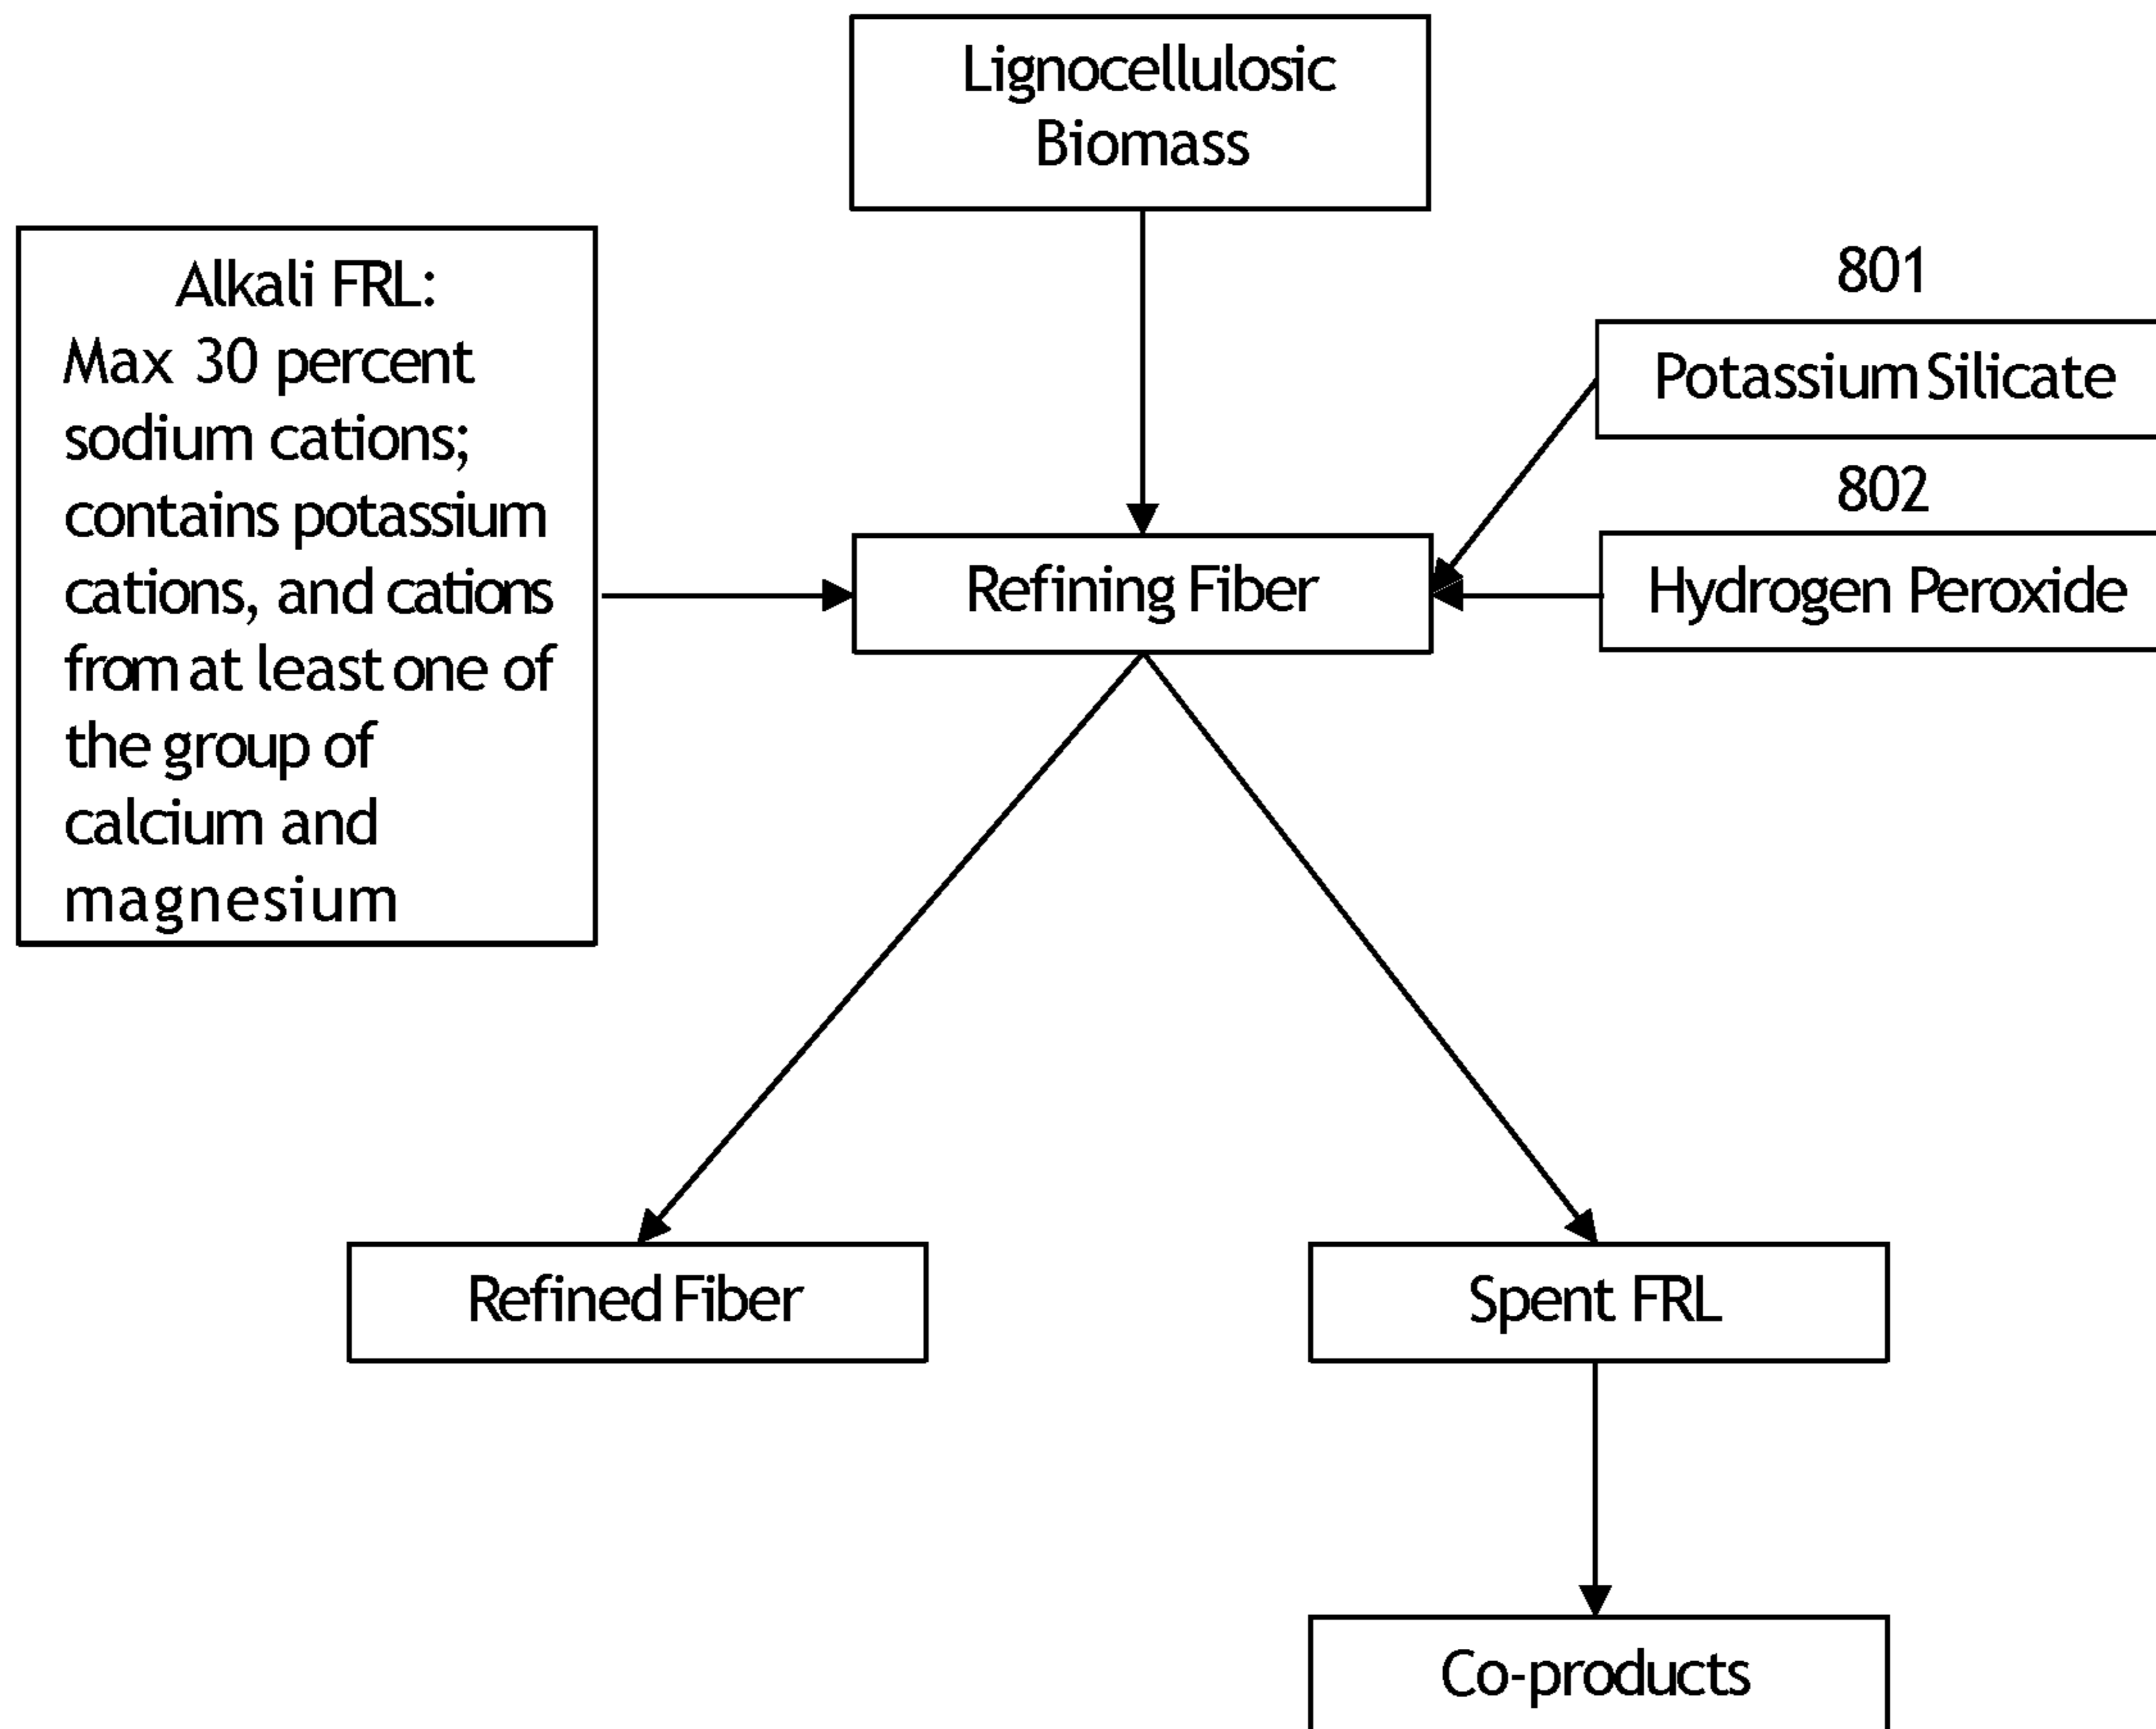 Lignocellulosic
Biomass
Alkali FRL:
Max 30 percent
sodium cations;
contains potassium
cations, and cations
from at least one of
the group of
calcium and
magnesium
801
Potassium Silicate
802
Hydrogen Peroxide
Refining Fiber
Refined Fiber
Spent FRL
Co-products